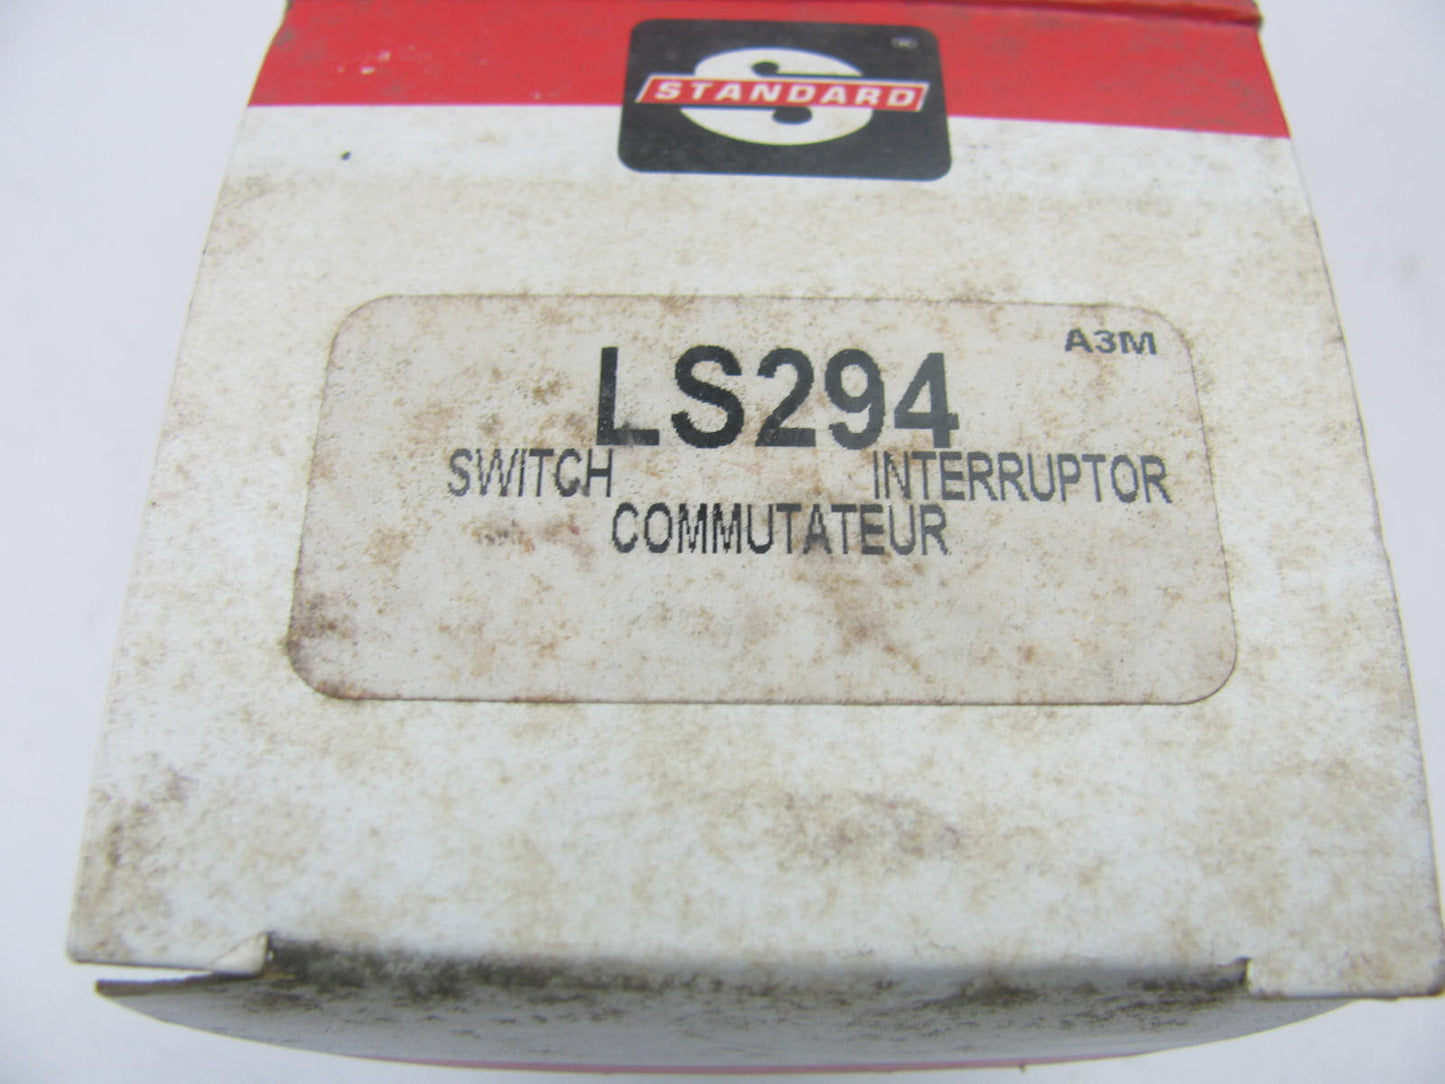 STANDARD
A3M
LS294
SWITCH INTERRUPTOR
COMMUTATEUR